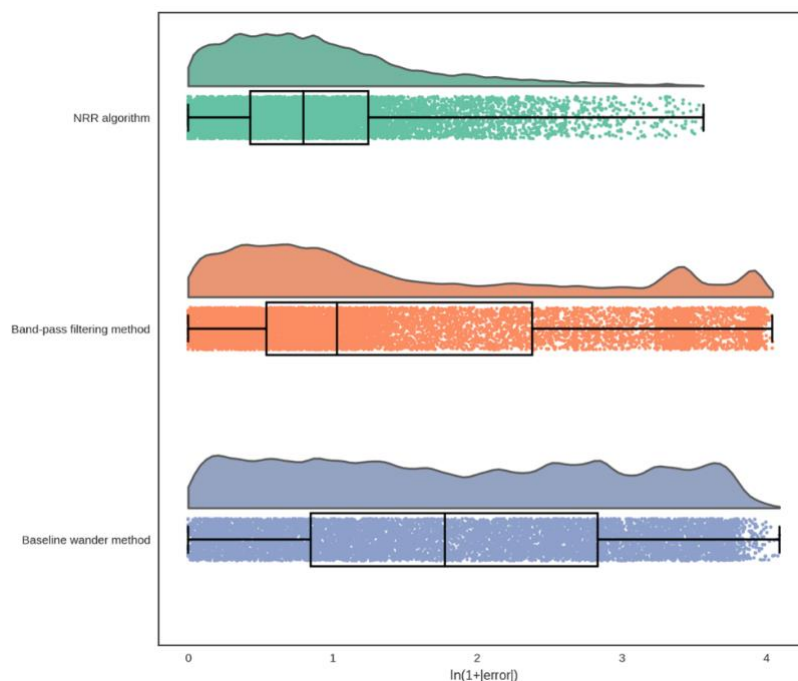 NRR algorithm
Band-pass filtering method
Baseline wander method
0 1 2 3 4
ln(1+|error|)